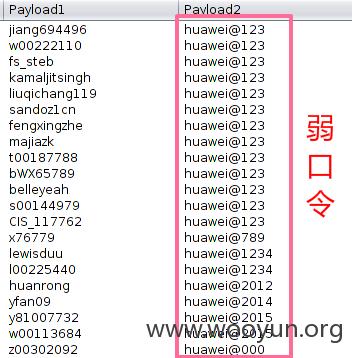 Payload1 Payload2
jiang694496 huawei@123
w00222110 huawei@123
fs_steb huawei@123
kamaljitsingh huawei@123
liuqichang119 huawei@123
sandoz1cn huawei@123
fengxingzhe huawei@123
majiazk huawei@123
t00187788 huawei@123
bWX65789 huawei@123
belleyeah huawei@123
s00144979 huawei@123
CIS_117762 huawei@123
x76779 huawei@789
lewisduu huawei@1234
l00225440 huawei@1234
huanrong huawei@2012
yfan09 huawei@2014
y81007732 huawei@2015
w00113684 huawei@2015
z00302092 huawei@000
弱
口
令
www.wooyun.org